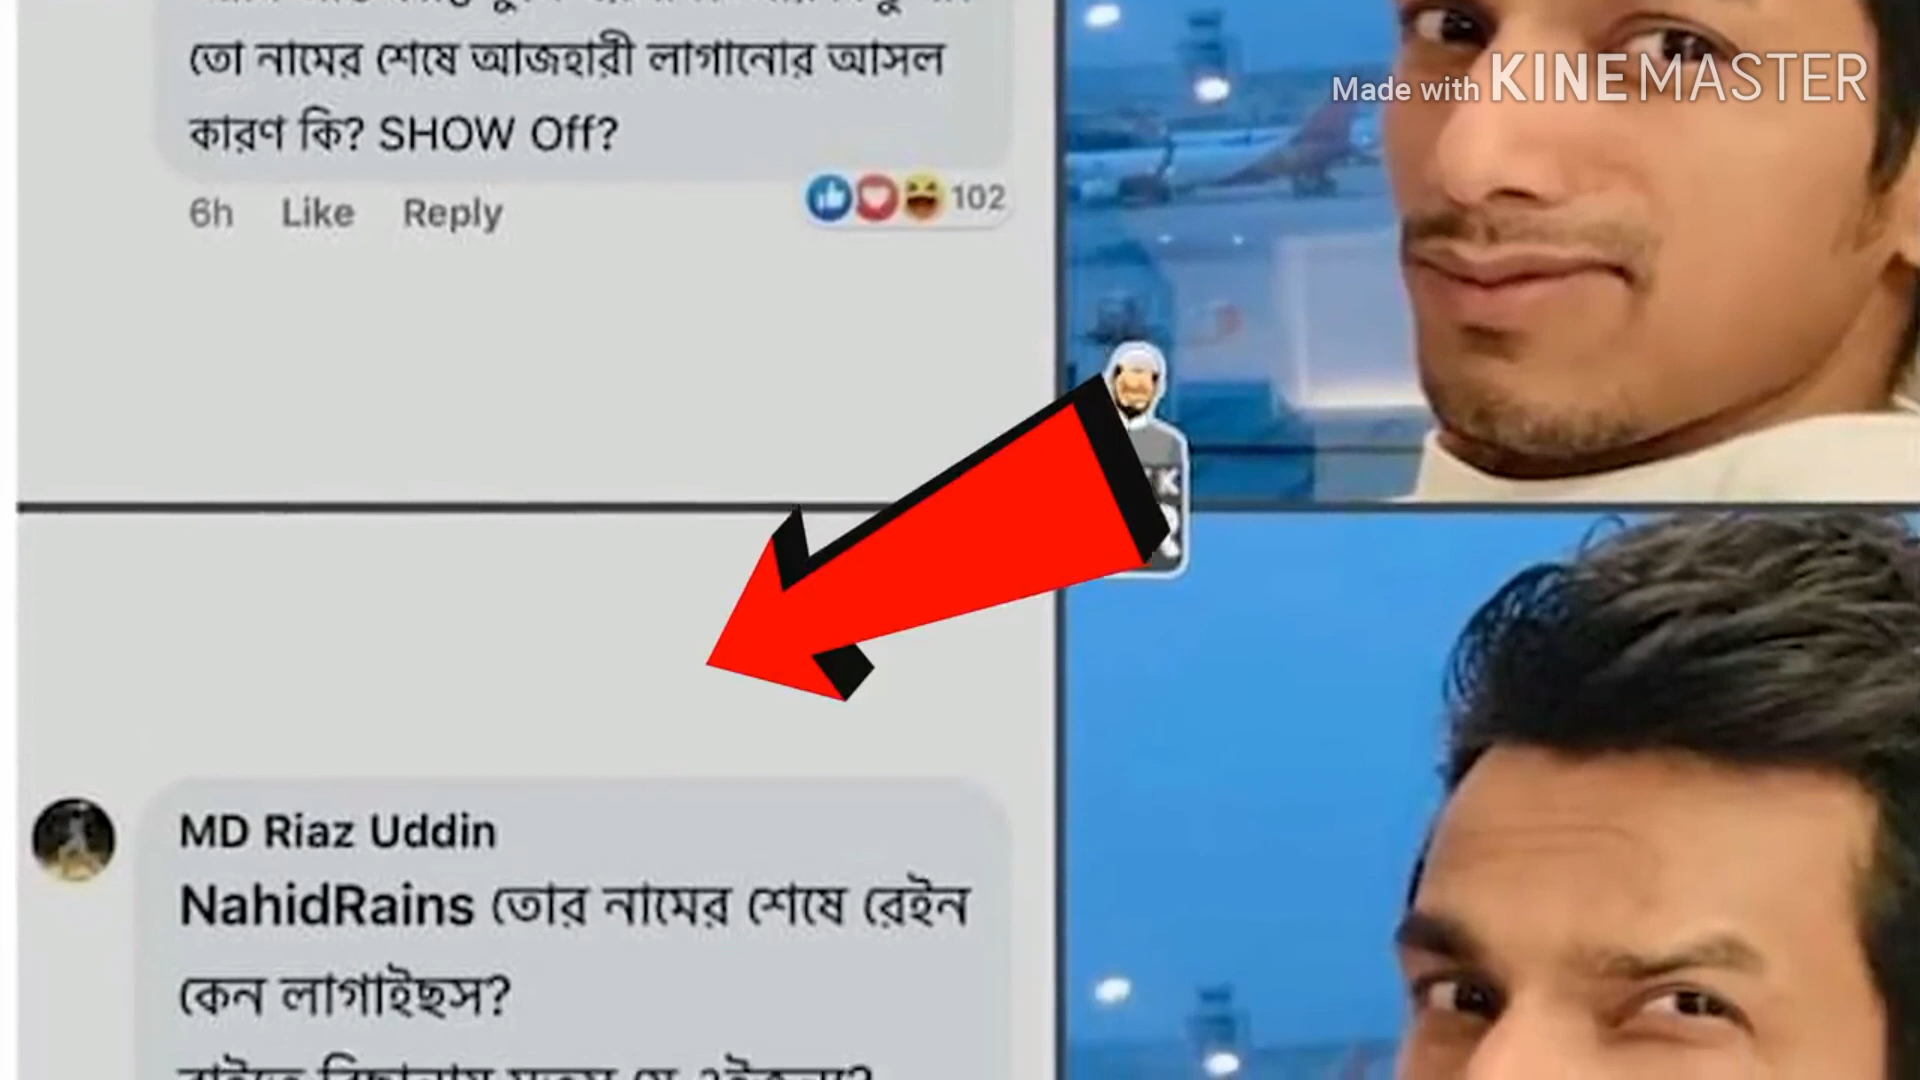 তো নামের শেষে আজহারী লাগানোর আসল
কারণ কি? SHOW Off?
6h Like Reply 102
Made with KINEMASTER
MD Riaz Uddin
NahidRains তোর নামের শেষে রেইন
কেন লাগাইছস?